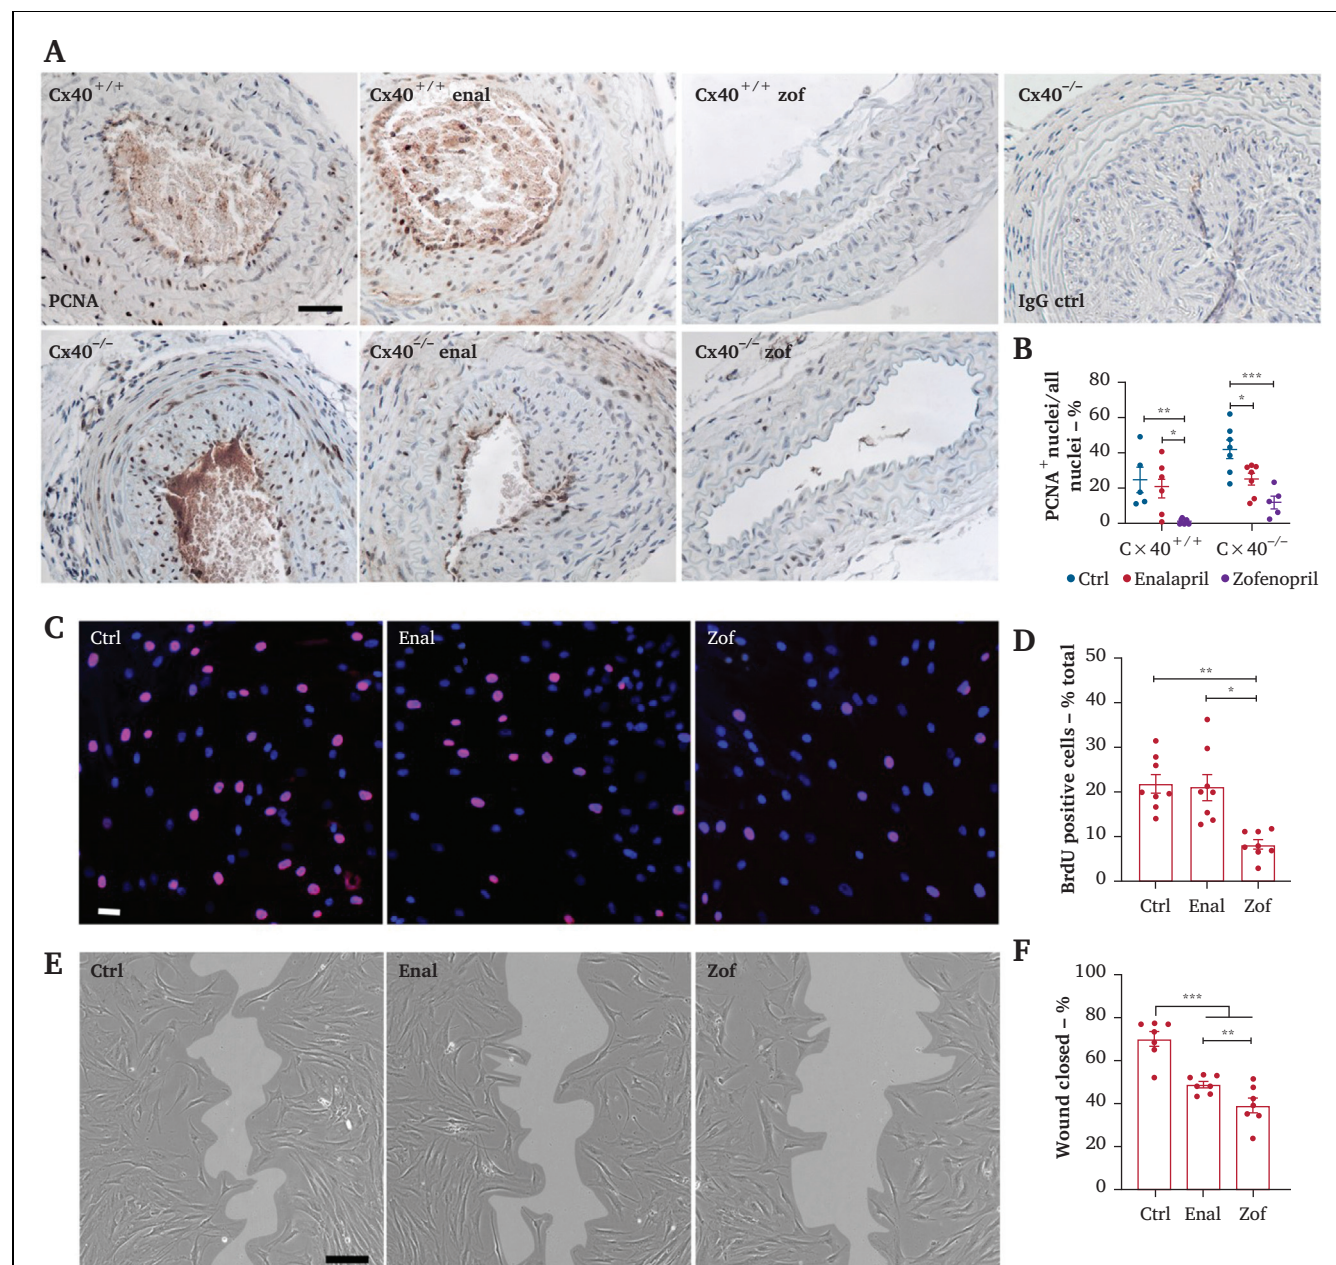 A
Cx40+/+
Cx40+/+ enal
Cx40+/+ zof
Cx40−/−
PCNA
IgG ctrl
Cx40−/−
Cx40−/− enal
Cx40−/− zof
B
PCNA+ nuclei/all
nuclei – %
80
60
40
20
0
**
*
***
*
C×40+/+
C×40−/−
Ctrl
Enalapril
Zofenopril
C
Ctrl
Enal
Zof
D
BrdU positive cells – % total
50
40
30
20
10
0
**
*
Ctrl
Enal
Zof
E
Ctrl
Enal
Zof
F
Wound closed – %
100
80
60
40
20
0
***
**
Ctrl
Enal
Zof